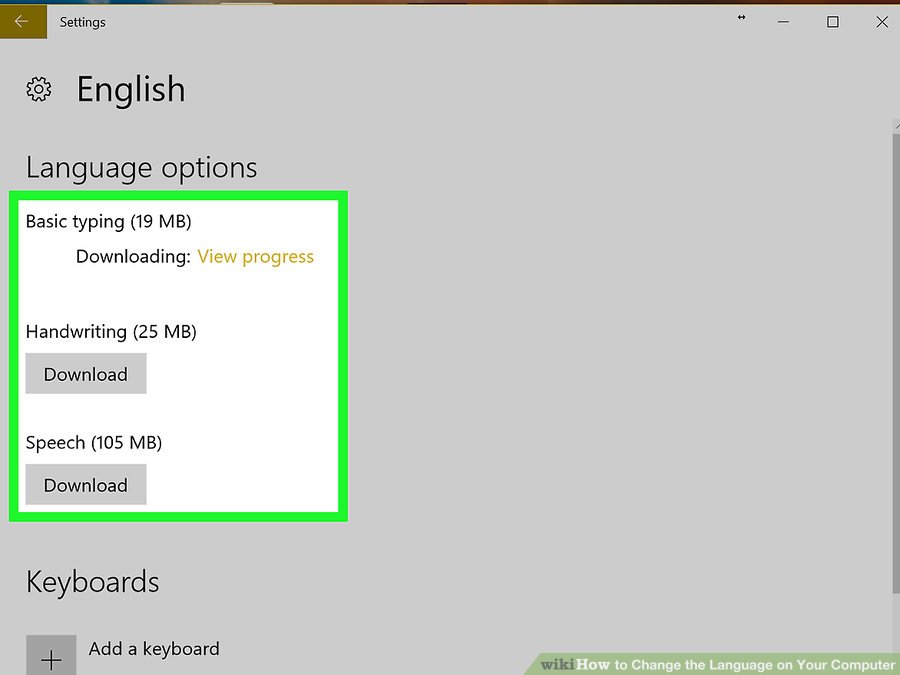 Settings
English
Language options
Basic typing (19 MB)
Downloading: View progress
Handwriting (25 MB)
Download
Speech (105 MB)
Download
Keyboards
Add a keyboard
wikiHow to Change the Language on Your Computer